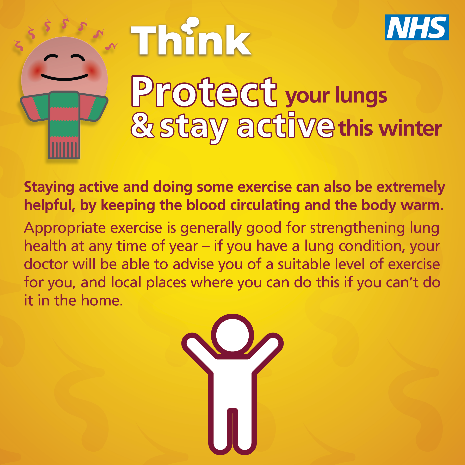 Think
NHS
Protect your lungs
& stay active this winter
Staying active and doing some exercise can also be extremely
helpful, by keeping the blood circulating and the body warm.
Appropriate exercise is generally good for strengthening lung
health at any time of year – if you have a lung condition, your
doctor will be able to advise you of a suitable level of exercise
for you, and local places where you can do this if you can't do
it in the home.